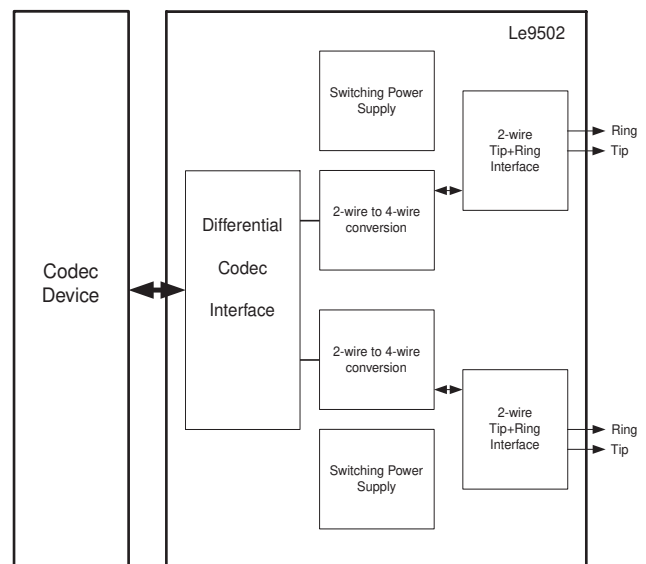 Le9502
Switching Power
Supply
2-wire
Tip+Ring
Interface
Ring
Tip
Differential
Codec
Interface
2-wire to 4-wire
conversion
Codec
Device
2-wire to 4-wire
conversion
2-wire
Tip+Ring
Interface
Ring
Tip
Switching Power
Supply